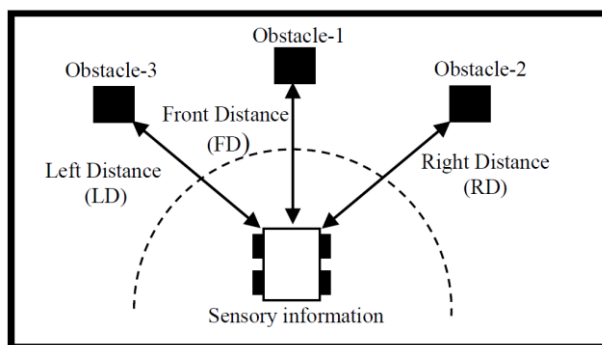 Obstacle-1
Obstacle-3
Obstacle-2
Front Distance
(FD)
Left Distance
(LD)
Right Distance
(RD)
Sensory information